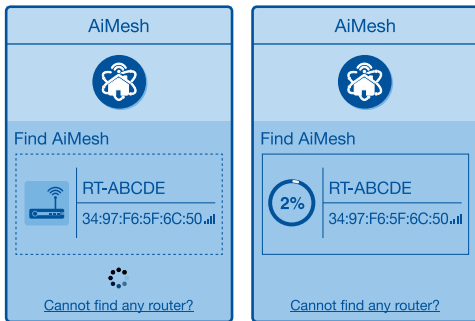 AiMesh
Find AiMesh
RT-ABCDE
34:97:F6:5F:6C:50
Cannot find any router?
AiMesh
Find AiMesh
2%
RT-ABCDE
34:97:F6:5F:6C:50
Cannot find any router?